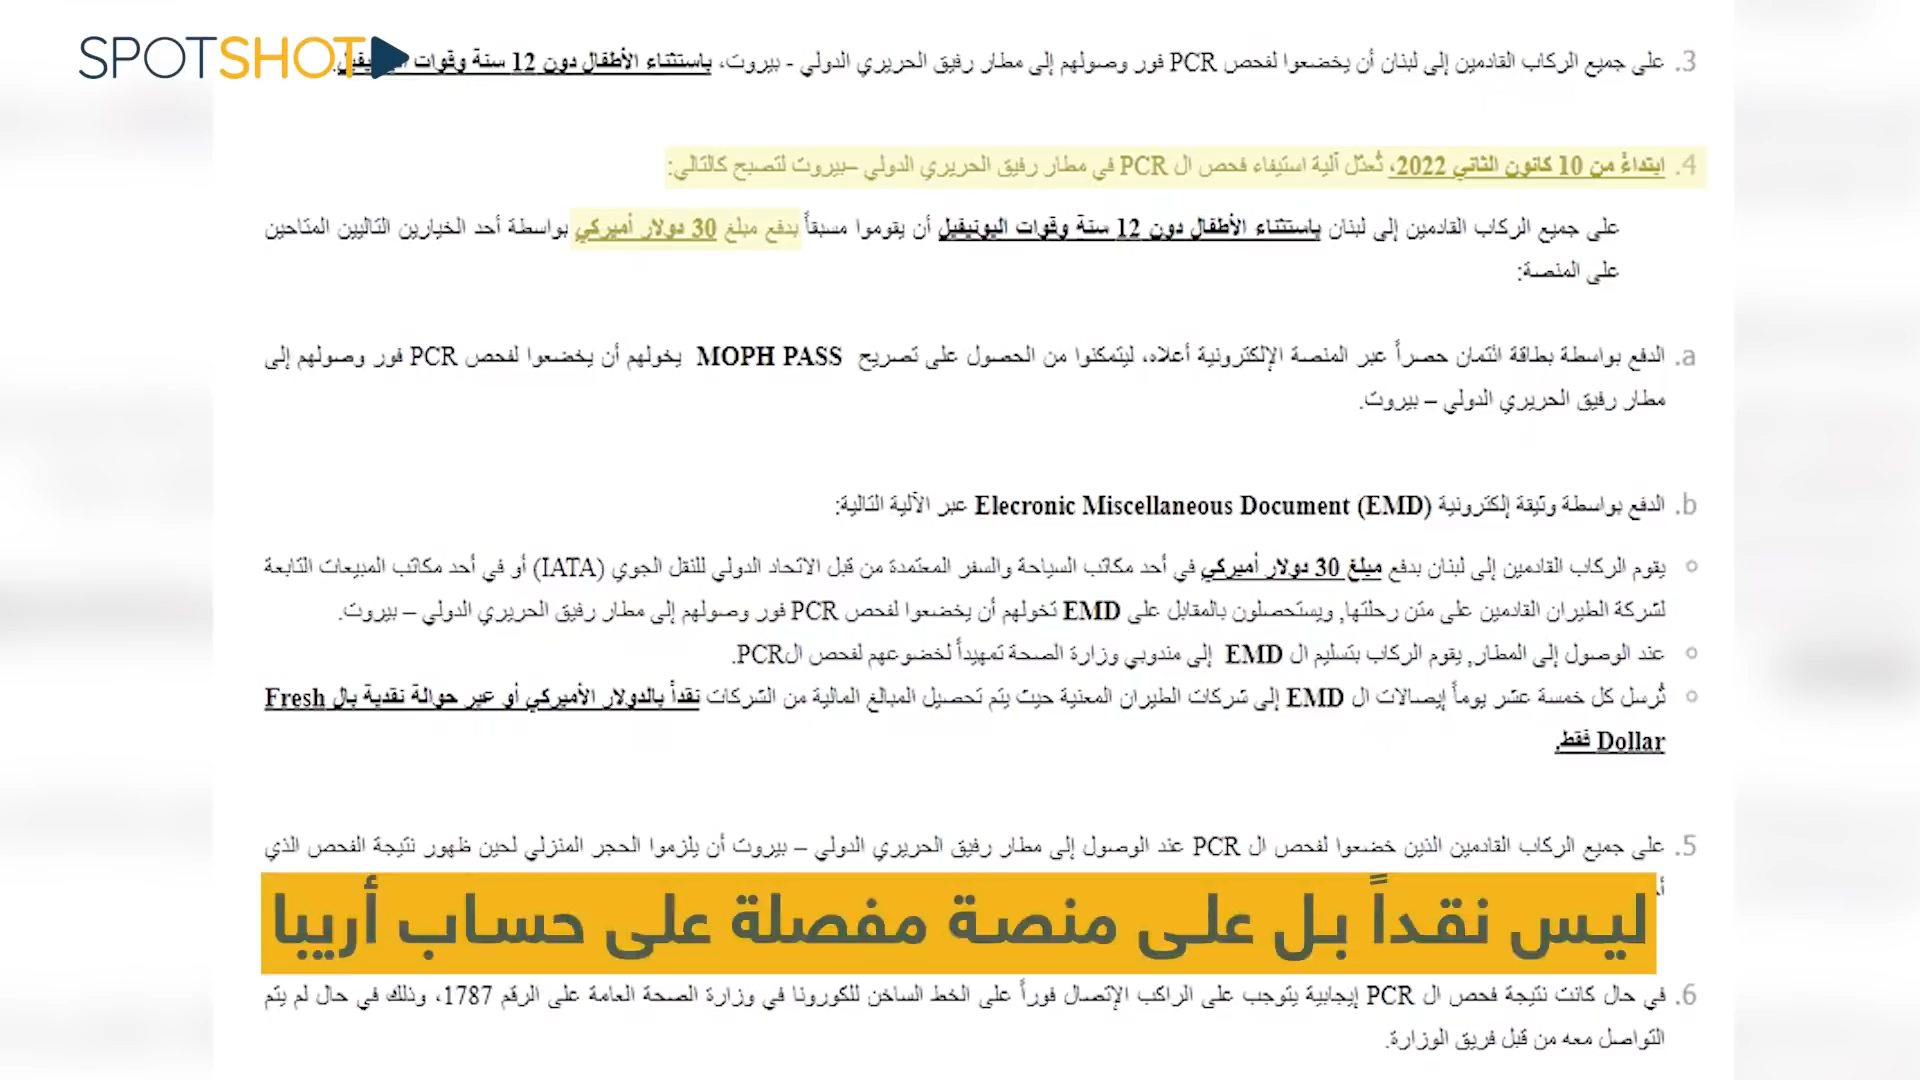 SPOTSHOT
3. على جميع الركاب القادمين إلى لبنان أن يخضعوا لفحص PCR فور وصولهم إلى مطار رفيق الحريري الدولي - بيروت، باستثناء الأطفال دون 12 سنة وقوات
4. ابتداءً من 10 كانون الثاني 2022، تُعدّل آلية استيفاء فحص ال PCR في مطار رفيق الحريري الدولي –بيروت لتصبح كالتالي:
على جميع الركاب القادمين إلى لبنان باستثناء الأطفال دون 12 سنة وقوات اليونيفيل أن يقوموا مسبقاً بدفع مبلغ 30 دولار أميركي بواسطة أحد الخيارين التاليين المتاحين
على المنصة:
a. الدفع بواسطة بطاقة ائتمان حصراً عبر المنصة الإلكترونية أعلاه، ليتمكنوا من الحصول على تصريح MOPH PASS يخولهم أن يخضعوا لفحص PCR فور وصولهم إلى
مطار رفيق الحريري الدولي – بيروت.
b. الدفع بواسطة وثيقة إلكترونية Elecronic Miscellaneous Document (EMD) عبر الآلية التالية:
○ يقوم الركاب القادمين إلى لبنان بدفع مبلغ 30 دولار أميركي في أحد مكاتب السياحة والسفر المعتمدة من قبل الاتحاد الدولي للنقل الجوي (IATA) أو في أحد مكاتب المبيعات التابعة
لشركة الطيران القادمين على متن رحلتها, ويستحصلون بالمقابل على EMD تخولهم أن يخضعوا لفحص PCR فور وصولهم إلى مطار رفيق الحريري الدولي – بيروت.
○ عند الوصول إلى المطار, يقوم الركاب بتسليم ال EMD إلى مندوبي وزارة الصحة تمهيداً لخضوعهم لفحص الPCR.
○ تُرسل كل خمسة عشر يوماً إيصالات ال EMD إلى شركات الطيران المعنية حيث يتم تحصيل المبالغ المالية من الشركات نقداً بالدولار الأميركي أو عبر حوالة نقدية بال Fresh
Dollar فقط.
5. على جميع الركاب القادمين الذين خضعوا لفحص ال PCR عند الوصول إلى مطار رفيق الحريري الدولي – بيروت أن يلزموا الحجر المنزلي لحين ظهور نتيجة الفحص الذي
ليس نقداً بل على منصة مفصلة على حساب أريبا
6. في حال كانت نتيجة فحص ال PCR إيجابية يتوجب على الراكب الإتصال فوراً على الخط الساخن للكورونا في وزارة الصحة العامة على الرقم 1787، وذلك في حال لم يتم
التواصل معه من قبل فريق الوزارة.